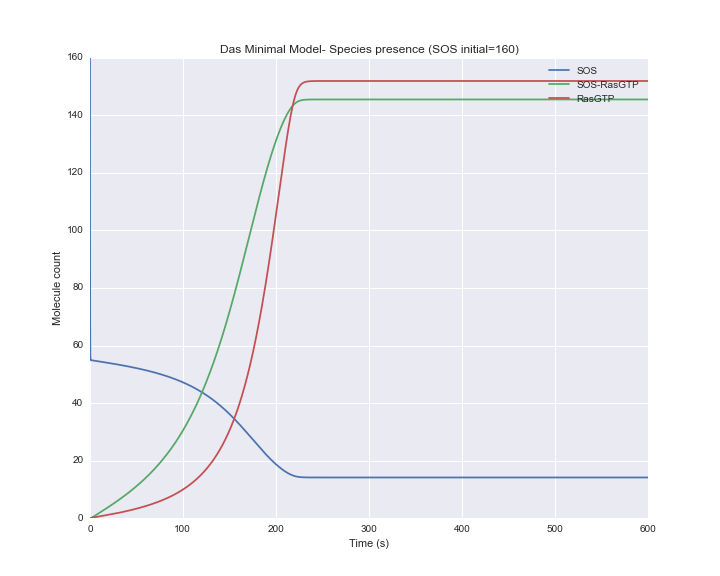 Das Minimal Model- Species presence (SOS initial=160)
SOS
SOS-RasGTP
RasGTP
Molecule count
160
140
120
100
80
60
40
20
0
0 100 200 300 400 500 600
Time (s)